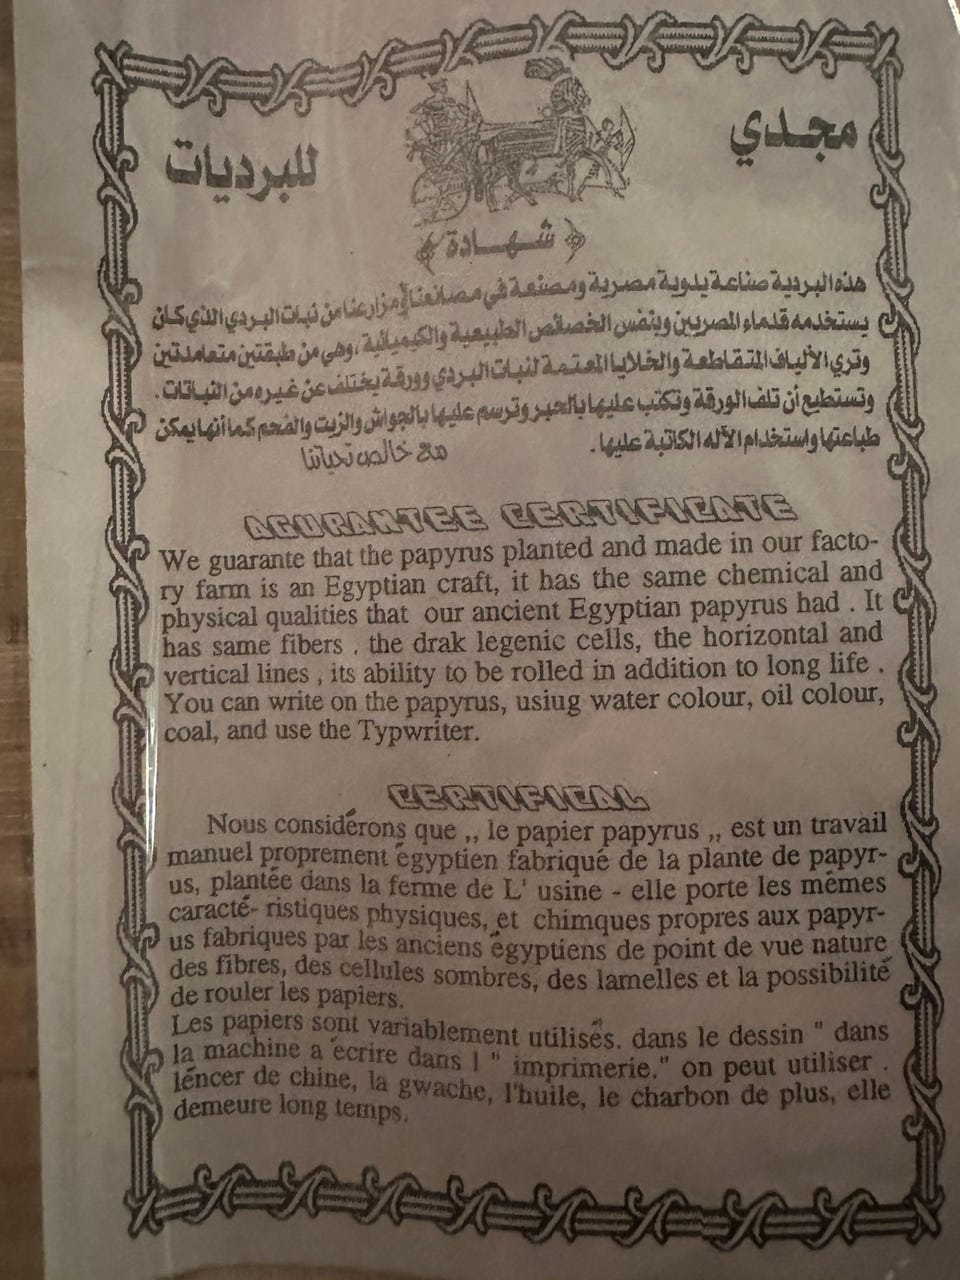 مجدي للبرديات
شهادة
هذه البردية صناعة يدوية مصرية ومصنعة في مصانعنا أو مزارعنا من نبات البردي الذي كان
يستخدمه قدماء المصريين وبنفس الخصائص الطبيعية والكيميائية ، وهي من طبقتين متعامدتين
وتري الألياف المتقاطعة والخلايا المعتمة لنبات البردي وورقة يختلف عن غيره من النباتات .
وتستطيع أن تلف الورقة وتكتب عليها بالحبر وترسم عليها بالجواش والزيت والفحم كما أنها يمكن
طباعتها واستخدام الآله الكاتبة عليها .
مع خالص تحياتنا
AGURANTEE CERTIFICATE
We guarante that the papyrus planted and made in our facto-
ry farm is an Egyptian craft, it has the same chemical and
physical qualities that our ancient Egyptian papyrus had . It
has same fibers , the drak legenic cells, the horizontal and
vertical lines , its ability to be rolled in addition to long life .
You can write on the papyrus, usiug water colour, oil colour,
coal, and use the Typwriter.
CERTIFICAL
Nous considérons que ,, le papier papyrus ,, est un travail
manuel proprement égyptien fabriqué de la plante de papyr-
us, plantée dans la ferme de L' usine - elle porte les mêmes
caracté- ristiques physiques, et chimques propres aux papyr-
us fabriques par les anciens égyptiens de point de vue nature
des fibres, des cellules sombres, des lamelles et la possibilité
de rouler les papiers.
Les papiers sont variablement utilisés. dans le dessin " dans
la machine a écrire dans l " imprimerie." on peut utiliser .
léncer de chine, la gwache, l'huile, le charbon de plus, elle
demeure long temps.